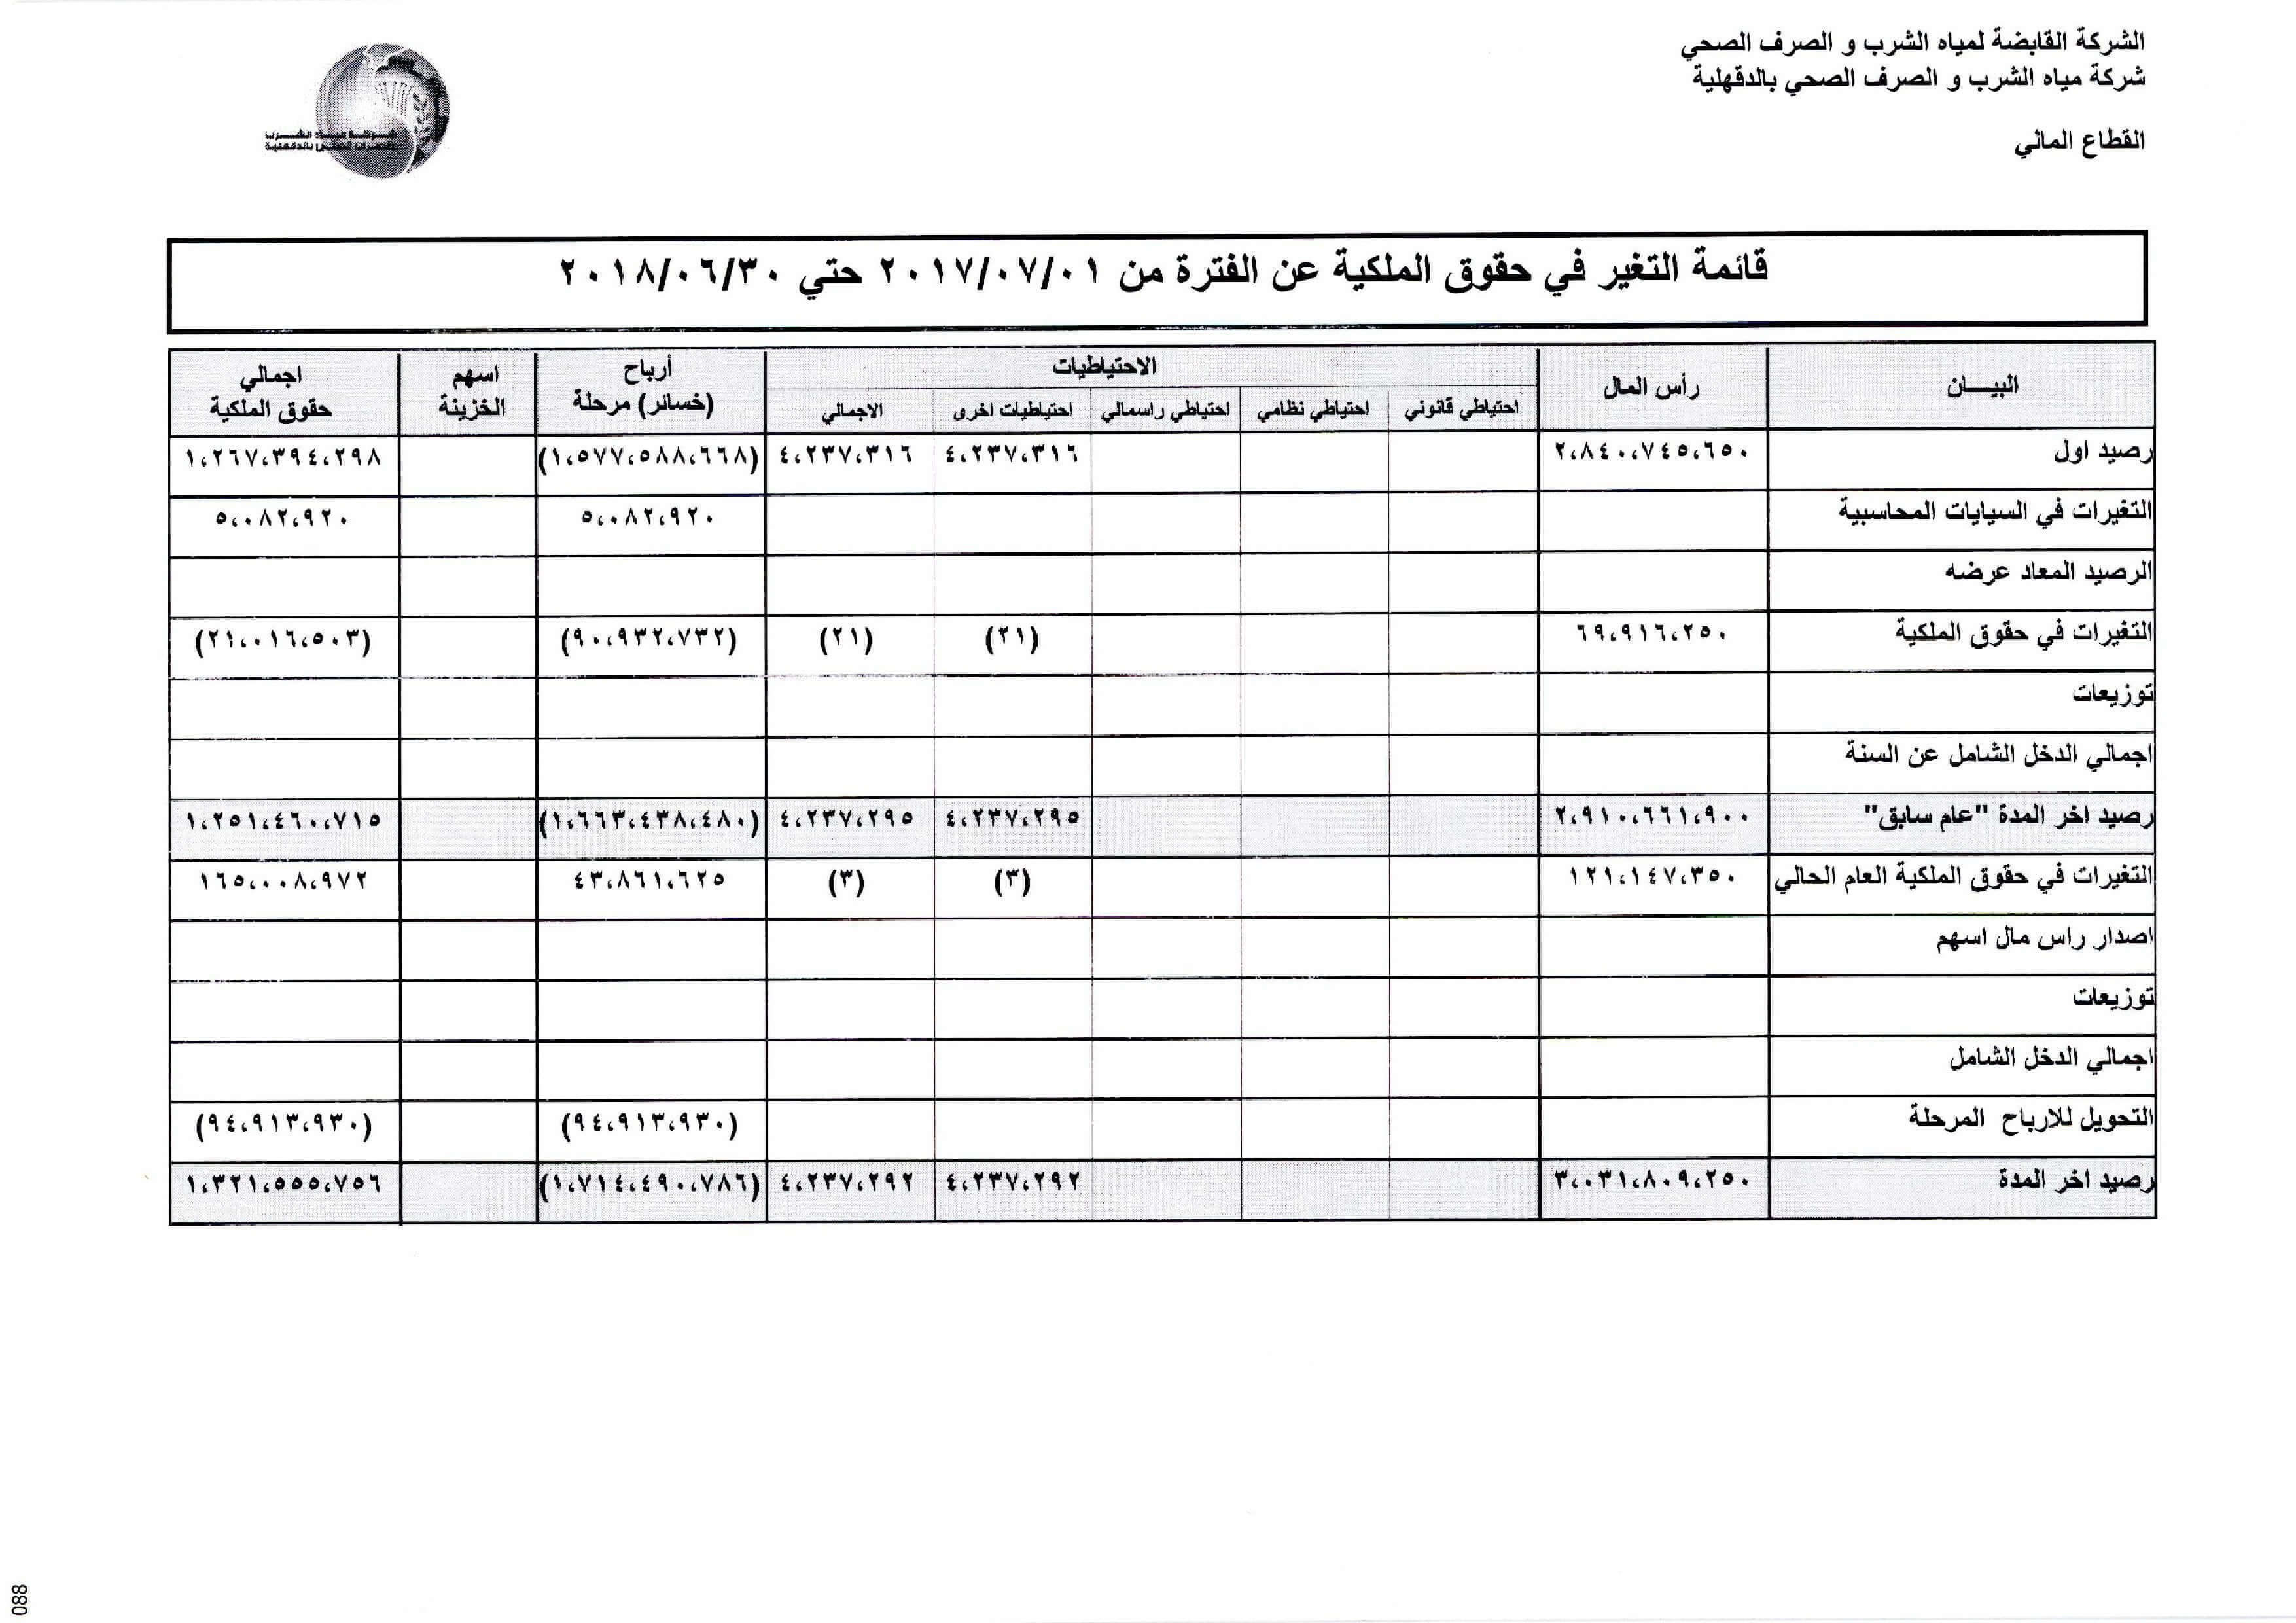 الشركة القابضة لمياه الشرب و الصرف الصحي
شركة مياه الشرب و الصرف الصحي بالدقهلية
القطاع المالي
قائمة التغير في حقوق الملكية عن الفترة من ٢٠١٧/٠٧/٠١ حتي ٢٠١٨/٠٦/٣٠
البيـــان رأس المال الاحتياطيات أرباح (خسائر) مرحلة اسهم الخزينة اجمالي حقوق الملكية
احتياطي قانوني احتياطي نظامي احتياطي راسمالي احتياطيات اخرى الاجمالي
رصيد اول ٢،٨٤٠،٧٤٥،٦٥٠ ٤،٢٣٧،٣١٦ ٤،٢٣٧،٣١٦ (١،٥٧٧،٥٨٨،٦٦٨) ١،٢٦٧،٣٩٤،٢٩٨
التغيرات في السيايات المحاسبية ٥،٠٨٢،٩٢٠ ٥،٠٨٢،٩٢٠
الرصيد المعاد عرضه
التغيرات في حقوق الملكية ٦٩،٩١٦،٢٥٠ (٢١) (٢١) (٩٠،٩٣٢،٧٣٢) (٢١،٠١٦،٥٠٣)
توزيعات
اجمالي الدخل الشامل عن السنة
رصيد اخر المدة "عام سابق" ٢،٩١٠،٦٦١،٩٠٠ ٤،٢٣٧،٢٩٥ ٤،٢٣٧،٢٩٥ (١،٦٦٣،٤٣٨،٤٨٠) ١،٢٥١،٤٦٠،٧١٥
التغيرات في حقوق الملكية العام الحالي ١٢١،١٤٧،٣٥٠ (٣) (٣) ٤٣،٨٦١،٦٢٥ ١٦٥،٠٠٨،٩٧٢
اصدار راس مال اسهم
توزيعات
اجمالي الدخل الشامل
التحويل للارباح المرحلة (٩٤،٩١٣،٩٣٠) (٩٤،٩١٣،٩٣٠)
رصيد اخر المدة ٣،٠٣١،٨٠٩،٢٥٠ ٤،٢٣٧،٢٩٢ ٤،٢٣٧،٢٩٢ (١،٧١٤،٤٩٠،٧٨٦) ١،٣٢١،٥٥٥،٧٥٦
088